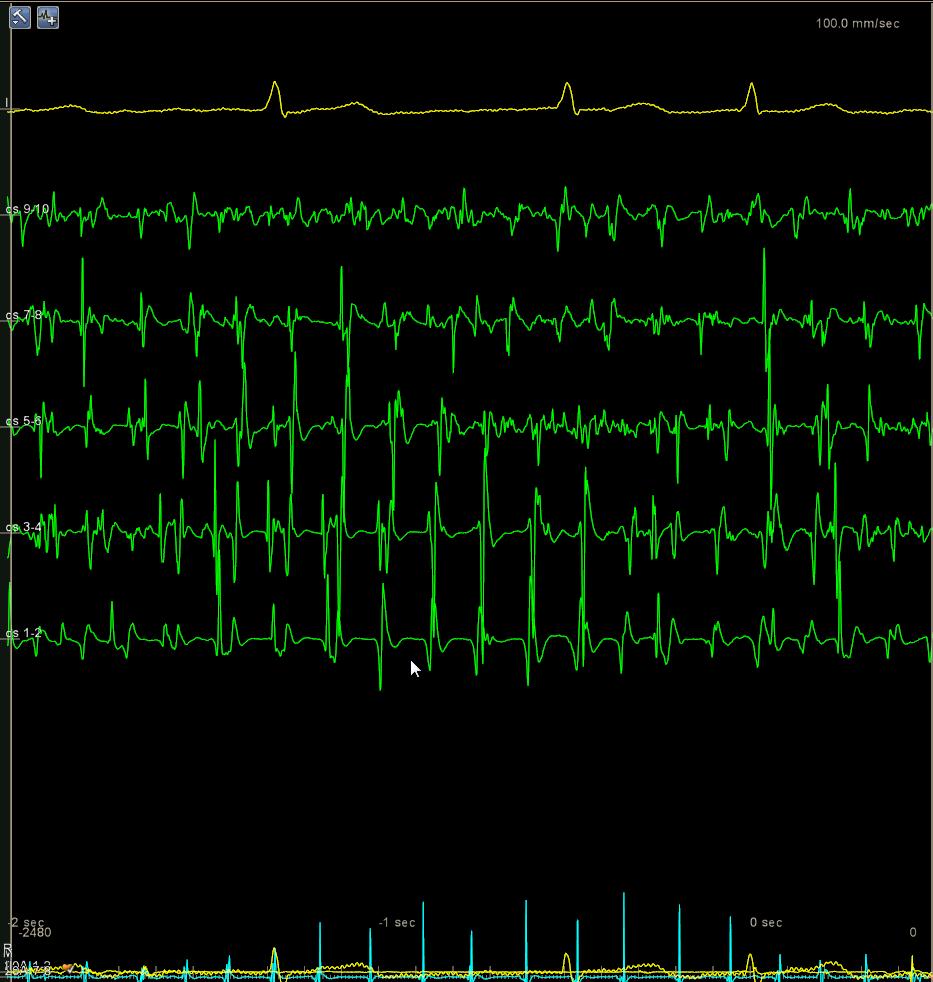 100.0 mm/sec
I
cs 9-10
cs 7-8
cs 5-6
cs 3-4
cs 1-2
-2 sec
-1 sec
0 sec
-2480
0